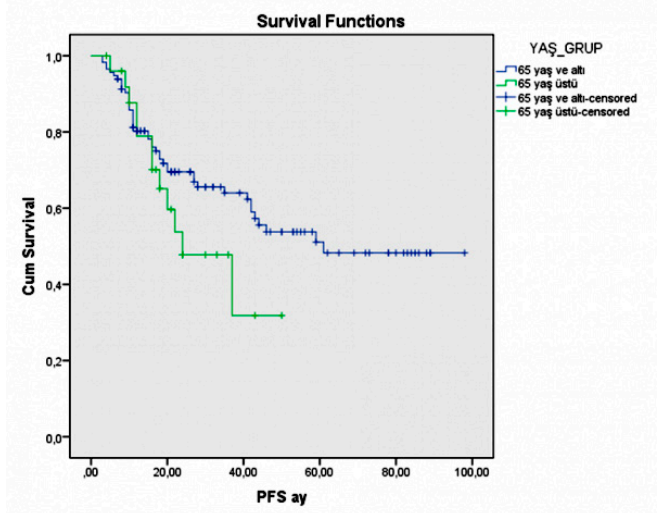 Survival Functions
YAŞ_GRUP
65 yaş ve altı
65 yaş üstü
65 yaş ve altı-censored
65 yaş üstü-censored
Cum Survival
1,0
0,8
0,6
0,4
0,2
0,0
,00 20,00 40,00 60,00 80,00 100,00
PFS ay